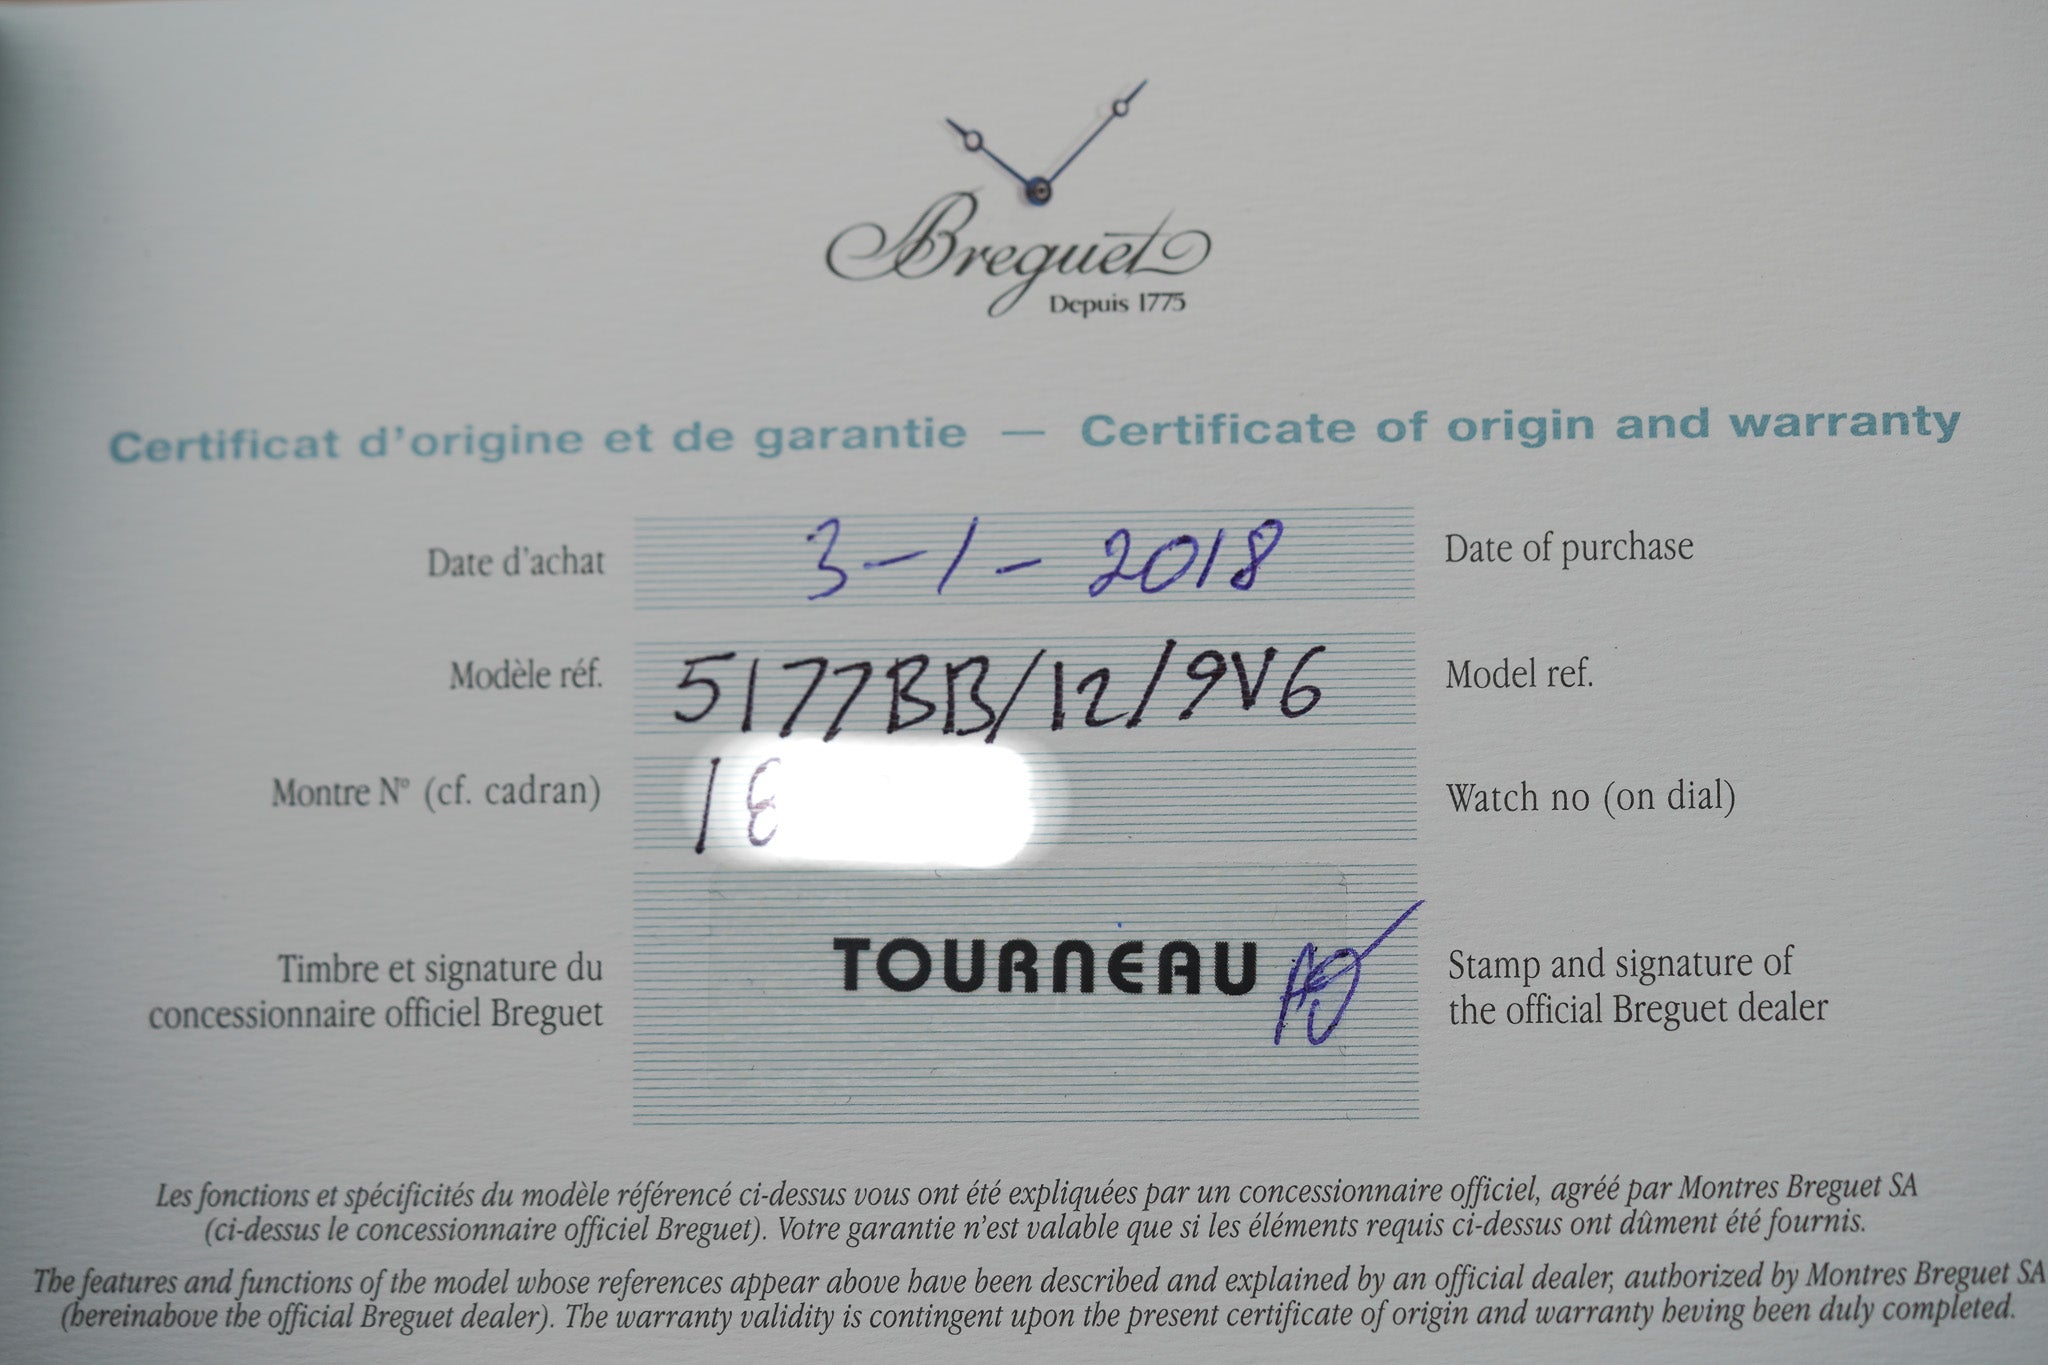 Breguet
Depuis 1775
Certificat d'origine et de garantie — Certificate of origin and warranty
Date d'achat 3-1-2018 Date of purchase
Modèle réf. 5177BB/12/9V6 Model ref.
Montre N° (cf. cadran) 1 Watch no (on dial)
TOURNEAU
Timbre et signature du Stamp and signature of
concessionnaire officiel Breguet the official Breguet dealer
Les fonctions et spécificités du modèle référencé ci-dessus vous ont été expliquées par un concessionnaire officiel, agréé par Montres Breguet SA
(ci-dessus le concessionnaire officiel Breguet). Votre garantie n'est valable que si les éléments requis ci-dessus ont dûment été fournis.
The features and functions of the model whose references appear above have been described and explained by an official dealer, authorized by Montres Breguet SA
(hereinabove the official Breguet dealer). The warranty validity is contingent upon the present certificate of origin and warranty heving been duly completed.